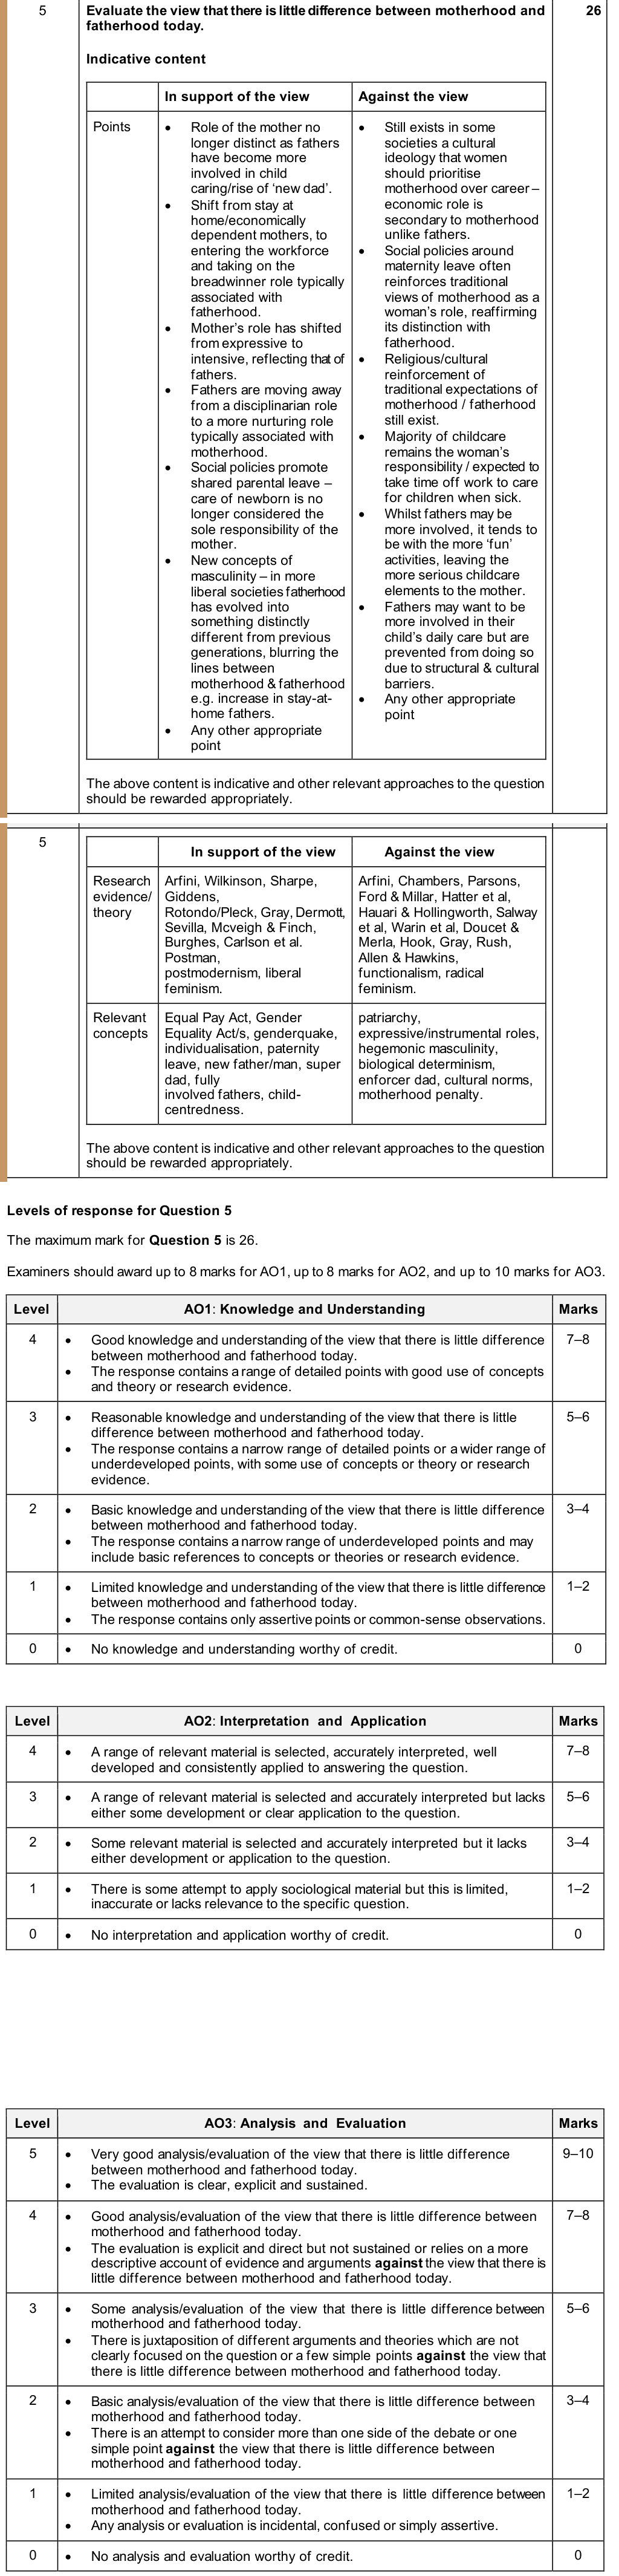 5
Evaluate the view that there is little difference between motherhood and
fatherhood today.
26
Indicative content
In support of the view
Against the view
Points
• Role of the mother no
longer distinct as fathers
have become more
involved in child
caring/rise of ‘new dad’.
• Shift from stay at
home/economically
dependent mothers, to
entering the workforce
and taking on the
breadwinner role typically
associated with
fatherhood.
• Mother’s role has shifted
from expressive to
intensive, reflecting that of
fathers.
• Fathers are moving away
from a disciplinarian role
to a more nurturing role
typically associated with
motherhood.
• Social policies promote
shared parental leave –
care of newborn is no
longer considered the
sole responsibility of the
mother.
• New concepts of
masculinity – in more
liberal societies fatherhood
has evolved into
something distinctly
different from previous
generations, blurring the
lines between
motherhood & fatherhood
e.g. increase in stay-at-
home fathers.
• Any other appropriate
point
• Still exists in some
societies a cultural
ideology that women
should prioritise
motherhood over career –
economic role is
secondary to motherhood
unlike fathers.
• Social policies around
maternity leave often
reinforces traditional
views of motherhood as a
woman’s role, reaffirming
its distinction with
fatherhood.
• Religious/cultural
reinforcement of
traditional expectations of
motherhood / fatherhood
still exist.
• Majority of childcare
remains the woman’s
responsibility / expected to
take time off work to care
for children when sick.
• Whilst fathers may be
more involved, it tends to
be with the more ‘fun’
activities, leaving the
more serious childcare
elements to the mother.
• Fathers may want to be
more involved in their
child’s daily care but are
prevented from doing so
due to structural & cultural
barriers.
• Any other appropriate
point
The above content is indicative and other relevant approaches to the question
should be rewarded appropriately.
5
In support of the view
Against the view
Research
evidence/
theory
Arfini, Wilkinson, Sharpe,
Giddens,
Rotondo/Pleck, Gray, Dermott,
Sevilla, Mcveigh & Finch,
Burghes, Carlson et al.
Postman,
postmodernism, liberal
feminism.
Arfini, Chambers, Parsons,
Ford & Millar, Hatter et al,
Hauari & Hollingworth, Salway
et al, Warin et al, Doucet &
Merla, Hook, Gray, Rush,
Allen & Hawkins,
functionalism, radical
feminism.
Relevant
concepts
Equal Pay Act, Gender
Equality Act/s, genderquake,
individualisation, paternity
leave, new father/man, super
dad, fully
involved fathers, child-
centredness.
patriarchy,
expressive/instrumental roles,
hegemonic masculinity,
biological determinism,
enforcer dad, cultural norms,
motherhood penalty.
The above content is indicative and other relevant approaches to the question
should be rewarded appropriately.
Levels of response for Question 5
The maximum mark for Question 5 is 26.
Examiners should award up to 8 marks for AO1, up to 8 marks for AO2, and up to 10 marks for AO3.
Level
AO1: Knowledge and Understanding
Marks
4
• Good knowledge and understanding of the view that there is little difference
between motherhood and fatherhood today.
• The response contains a range of detailed points with good use of concepts
and theory or research evidence.
7–8
3
• Reasonable knowledge and understanding of the view that there is little
difference between motherhood and fatherhood today.
• The response contains a narrow range of detailed points or a wider range of
underdeveloped points, with some use of concepts or theory or research
evidence.
5–6
2
• Basic knowledge and understanding of the view that there is little difference
between motherhood and fatherhood today.
• The response contains a narrow range of underdeveloped points and may
include basic references to concepts or theories or research evidence.
3–4
1
• Limited knowledge and understanding of the view that there is little difference
between motherhood and fatherhood today.
• The response contains only assertive points or common-sense observations.
1–2
0
• No knowledge and understanding worthy of credit.
0
Level
AO2: Interpretation and Application
Marks
4
• A range of relevant material is selected, accurately interpreted, well
developed and consistently applied to answering the question.
7–8
3
• A range of relevant material is selected and accurately interpreted but lacks
either some development or clear application to the question.
5–6
2
• Some relevant material is selected and accurately interpreted but it lacks
either development or application to the question.
3–4
1
• There is some attempt to apply sociological material but this is limited,
inaccurate or lacks relevance to the specific question.
1–2
0
• No interpretation and application worthy of credit.
0
Level
AO3: Analysis and Evaluation
Marks
5
• Very good analysis/evaluation of the view that there is little difference
between motherhood and fatherhood today.
• The evaluation is clear, explicit and sustained.
9–10
4
• Good analysis/evaluation of the view that there is little difference between
motherhood and fatherhood today.
• The evaluation is explicit and direct but not sustained or relies on a more
descriptive account of evidence and arguments against the view that there is
little difference between motherhood and fatherhood today.
7–8
3
• Some analysis/evaluation of the view that there is little difference between
motherhood and fatherhood today.
• There is juxtaposition of different arguments and theories which are not
clearly focused on the question or a few simple points against the view that
there is little difference between motherhood and fatherhood today.
5–6
2
• Basic analysis/evaluation of the view that there is little difference between
motherhood and fatherhood today.
• There is an attempt to consider more than one side of the debate or one
simple point against the view that there is little difference between
motherhood and fatherhood today.
3–4
1
• Limited analysis/evaluation of the view that there is little difference between
motherhood and fatherhood today.
• Any analysis or evaluation is incidental, confused or simply assertive.
1–2
0
• No analysis and evaluation worthy of credit.
0